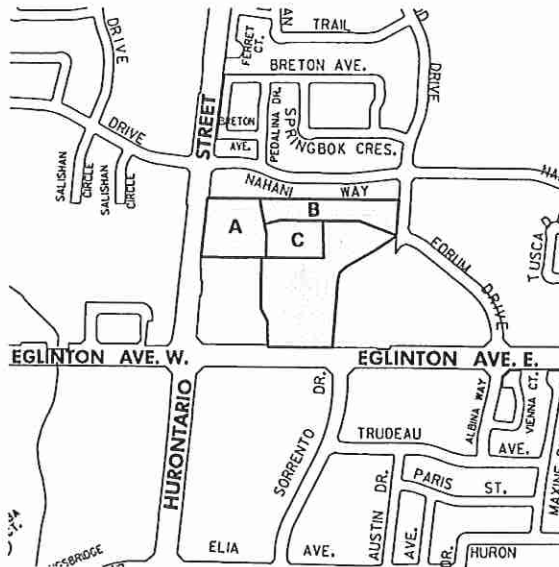 TRAIL
FERRET
CT.
DRIVE
BRETON AVE.
DRIVE
STREET
BRETON
AVE.
PEDALINA DR.
SPRINGBOK CRES.
DRIVE
SALISHAN
CIRCLE
SALISHAN
CIRCLE
NAHANI WAY
A
B
C
FORUM DRIVE
TUSCA
EGLINTON AVE. W.
EGLINTON AVE. E.
HURONTARIO
SORRENTO DR.
TRUDEAU
AVE.
ALBINA WAY
VIENNA CT.
PARIS ST.
AUSTIN DR.
AVE.
ELIA AVE.
DR.
HURON